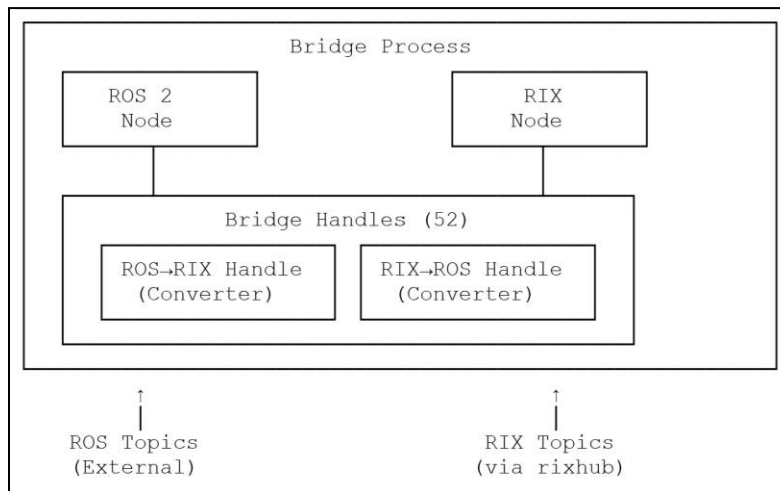 Bridge Process
ROS 2 RIX
Node Node
Bridge Handles (52)
ROS→RIX Handle RIX→ROS Handle
(Converter) (Converter)
ROS Topics RIX Topics
(External) (via rixhub)